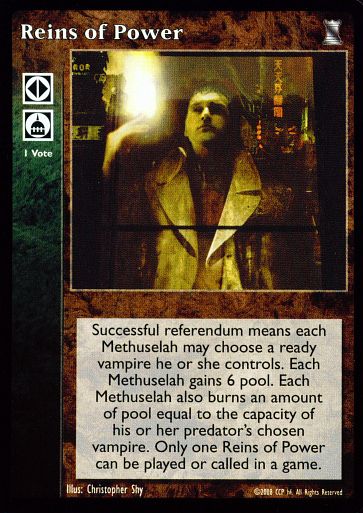 Reins of Power
1 Vote
Successful referendum means each
Methuselah may choose a ready
vampire he or she controls. Each
Methuselah gains 6 pool. Each
Methuselah also burns an amount
of pool equal to the capacity of
his or her predator's chosen
vampire. Only one Reins of Power
can be played or called in a game.
Illus: Christopher Shy
©2008 CCP hf. All Rights Reserved